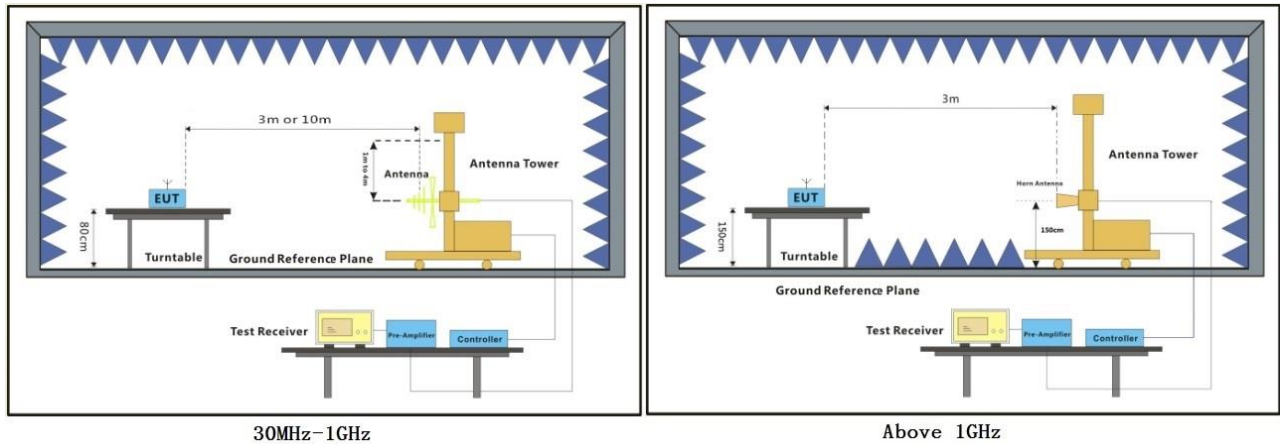 3m or 10m
1m to 4m
Antenna
Antenna Tower
EUT
80cm
Turntable
Ground Reference Plane
Test Receiver
Pre-Amplifier
Controller
30MHz-1GHz
3m
Antenna Tower
Horn Antenna
EUT
150cm
150cm
Turntable
Ground Reference Plane
Test Receiver
Pre-Amplifier
Controller
Above 1GHz